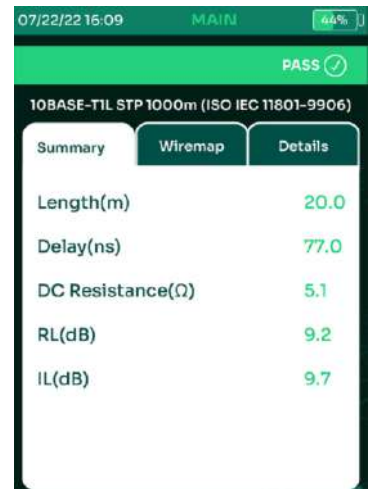 07/22/22 16:09 MAIN 44%
PASS
10BASE-T1L STP 1000m (ISO IEC 11801-9906)
Summary Wiremap Details
Length(m) 20.0
Delay(ns) 77.0
DC Resistance(Ω) 5.1
RL(dB) 9.2
IL(dB) 9.7